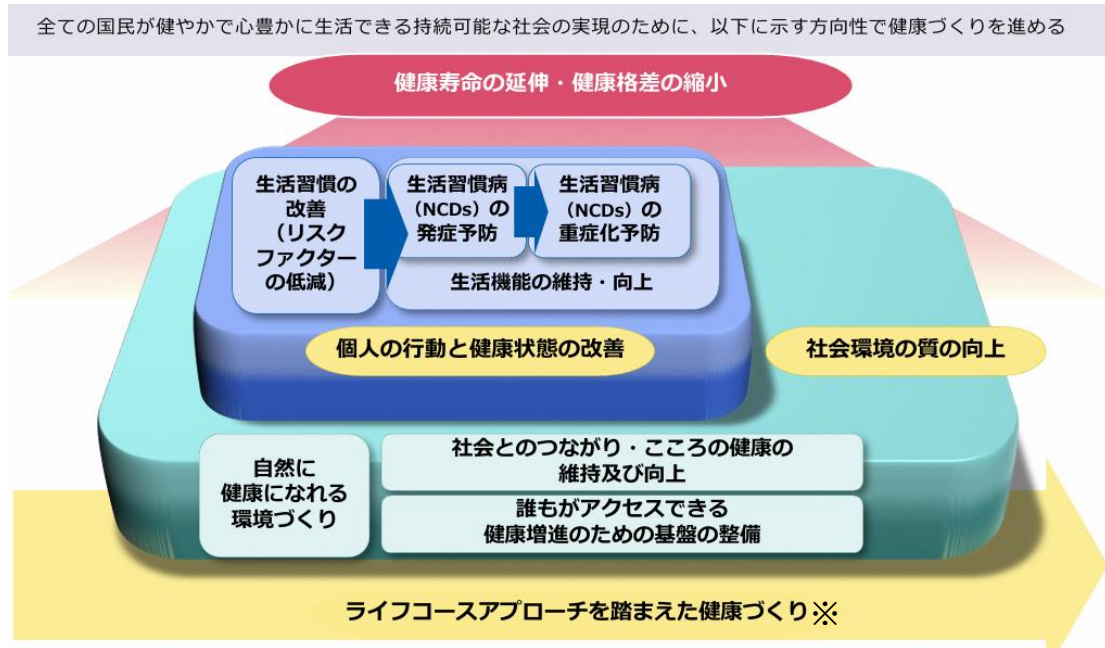 全ての国民が健やかで心豊かに生活できる持続可能な社会の実現のために、以下に示す方向性で健康づくりを進める
健康寿命の延伸・健康格差の縮小
生活習慣の
改善
(リスク
ファクター
の低減)
生活習慣病
(NCDs)の
発症予防
生活習慣病
(NCDs)の
重症化予防
生活機能の維持・向上
個人の行動と健康状態の改善
社会環境の質の向上
自然に
健康になれる
環境づくり
社会とのつながり・こころの健康の
維持及び向上
誰もがアクセスできる
健康増進のための基盤の整備
ライフコースアプローチを踏まえた健康づくり※